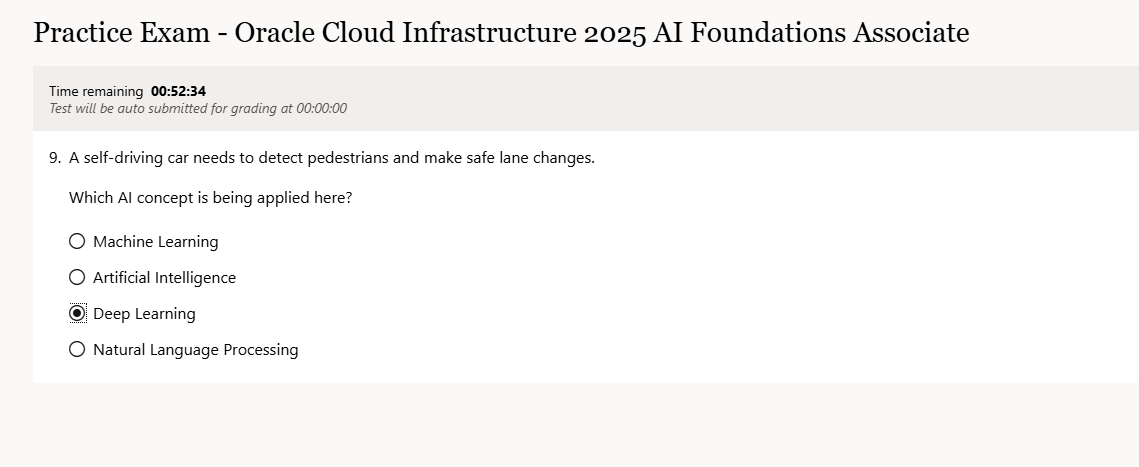 Practice Exam - Oracle Cloud Infrastructure 2025 AI Foundations Associate
Time remaining 00:52:34
Test will be auto submitted for grading at 00:00:00
9. A self-driving car needs to detect pedestrians and make safe lane changes.
Which AI concept is being applied here?
Machine Learning
Artificial Intelligence
Deep Learning
Natural Language Processing